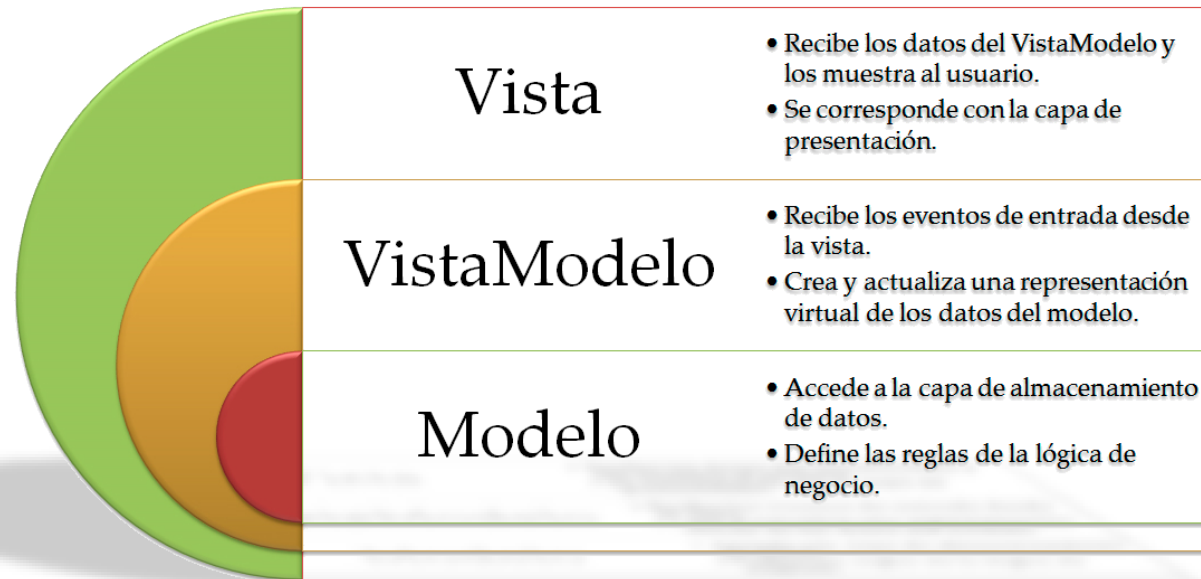 Vista
• Recibe los datos del VistaModelo y
los muestra al usuario.
• Se corresponde con la capa de
presentación.
VistaModelo
• Recibe los eventos de entrada desde
la vista.
• Crea y actualiza una representación
virtual de los datos del modelo.
Modelo
• Accede a la capa de almacenamiento
de datos.
• Define las reglas de la lógica de
negocio.